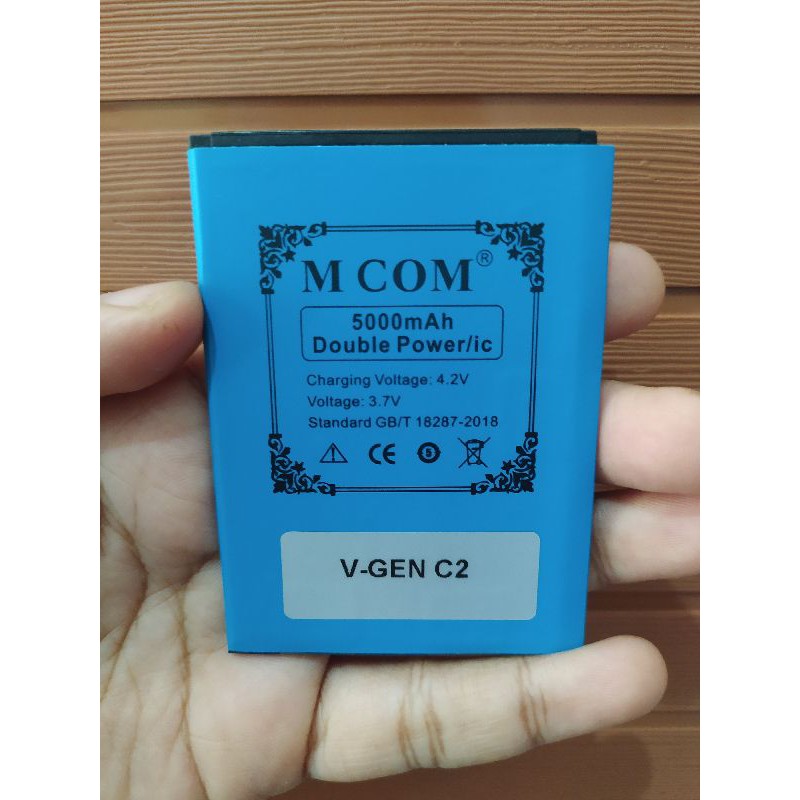 M COM®
5000mAh
Double Power/ic
Charging Voltage: 4.2V
Voltage: 3.7V
Standard GB/T 18287-2018
CE 5
V-GEN C2